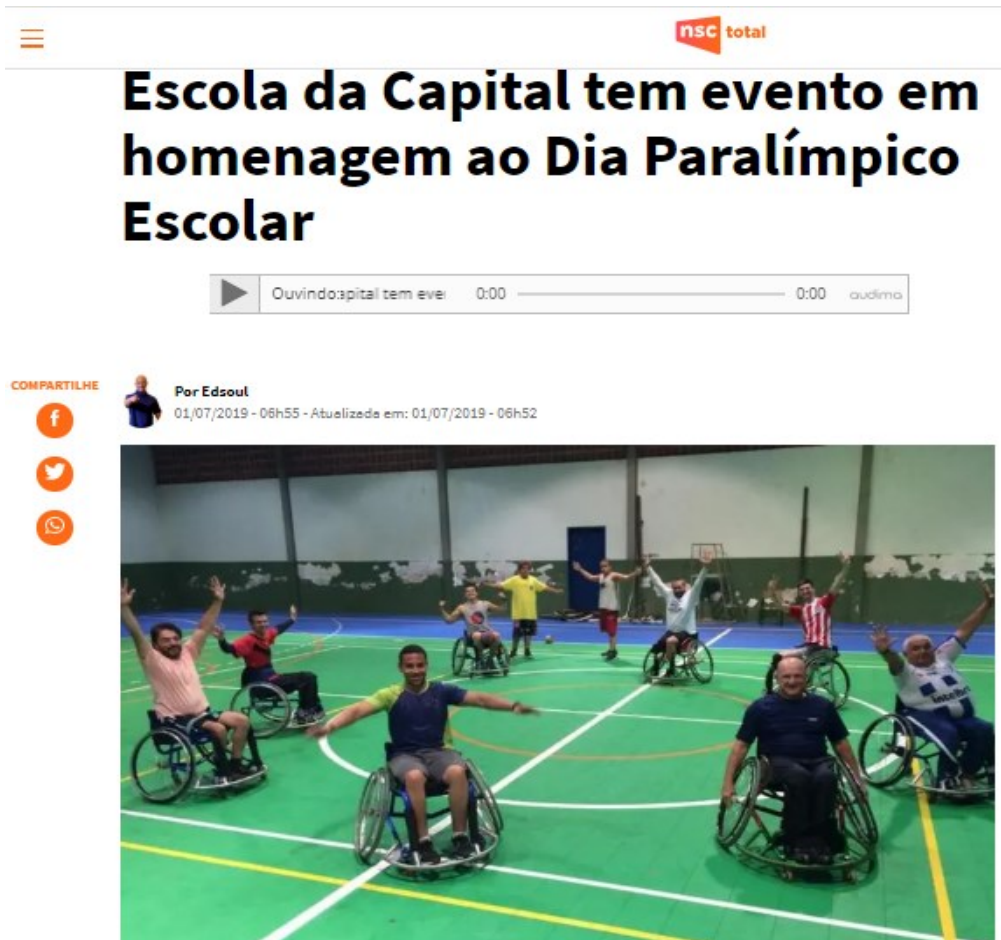 nsc total
Escola da Capital tem evento em
homenagem ao Dia Paralímpico
Escolar
Ouvindo:apital tem eve 0:00 0:00 audima
COMPARTILHE
Por Edsoul
01/07/2019 - 06h55 - Atualizada em: 01/07/2019 - 06h52
intelbras